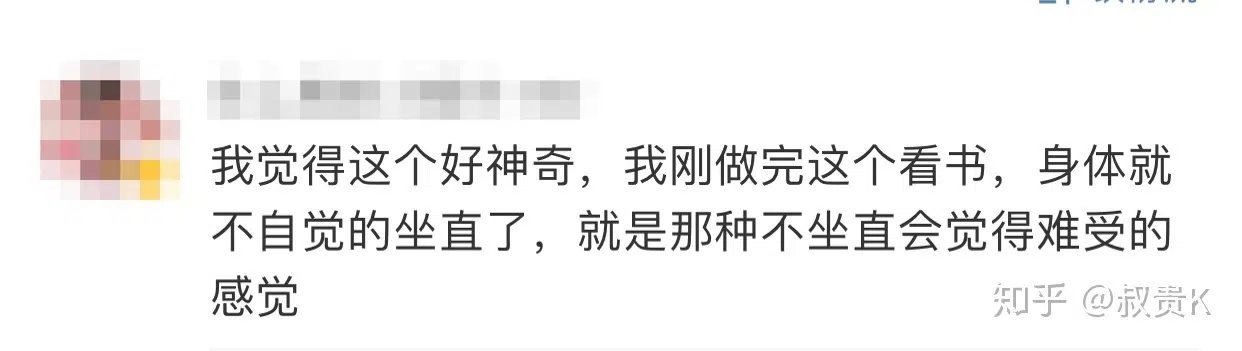 我觉得这个好神奇，我刚做完这个看书，身体就
不自觉的坐直了，就是那种不坐直会觉得难受的
感觉
知乎 @叔贵K